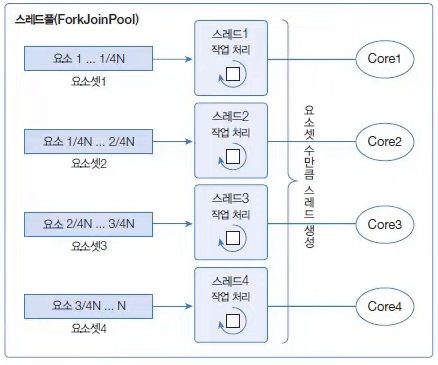 스레드풀(ForkJoinPool)
요소 1 ... 1/4N
요소셋1
스레드1
작업 처리
Core1
요소 1/4N ... 2/4N
요소셋2
스레드2
작업 처리
Core2
요소 2/4N ... 3/4N
요소셋3
스레드3
작업 처리
Core3
요소 3/4N ... N
요소셋4
스레드4
작업 처리
Core4
요소셋 수만큼 스레드 생성